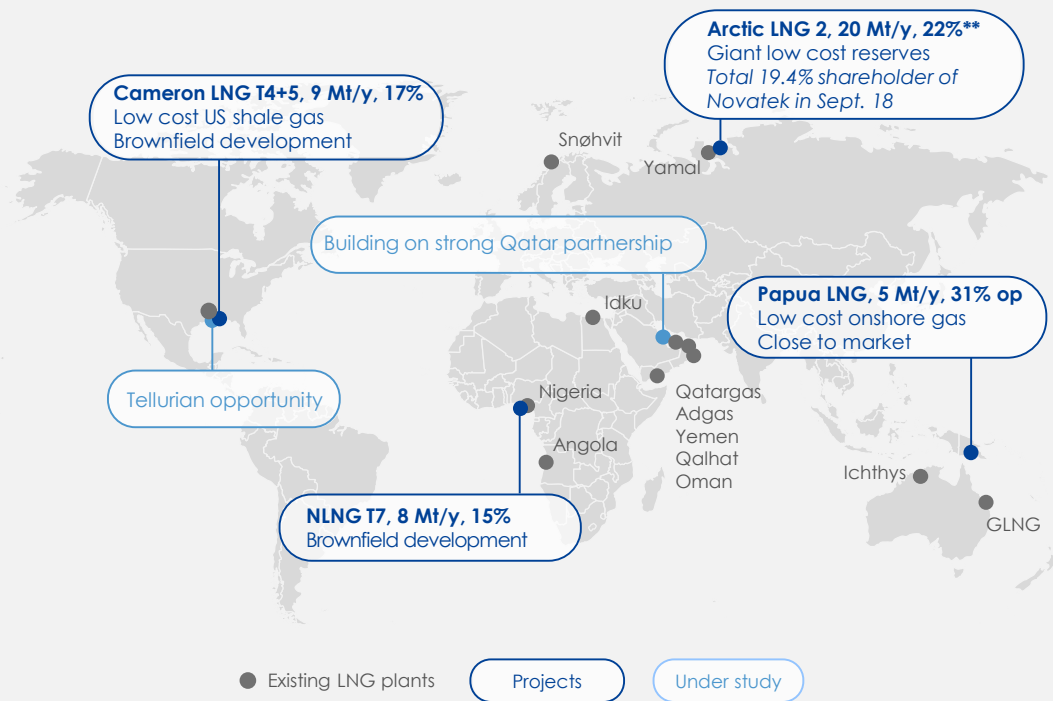 Arctic LNG 2, 20 Mt/y, 22%**
Giant low cost reserves
Total 19.4% shareholder of
Novatek in Sept. 18
Cameron LNG T4+5, 9 Mt/y, 17%
Low cost US shale gas
Brownfield development
Snøhvit
Yamal
Building on strong Qatar partnership
Idku
Papua LNG, 5 Mt/y, 31% op
Low cost onshore gas
Close to market
Tellurian opportunity
Nigeria
Qatargas
Adgas
Yemen
Qalhat
Oman
Angola
Ichthys
GLNG
NLNG T7, 8 Mt/y, 15%
Brownfield development
Existing LNG plants
Projects
Under study